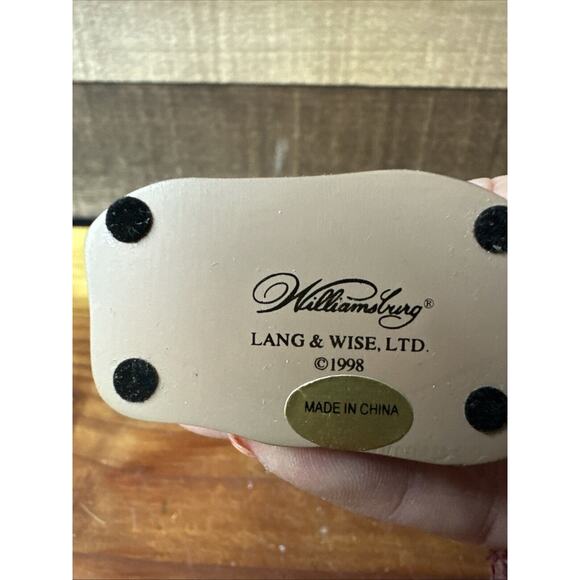 Williamsburg®
LANG & WISE, LTD.
©1998
MADE IN CHINA